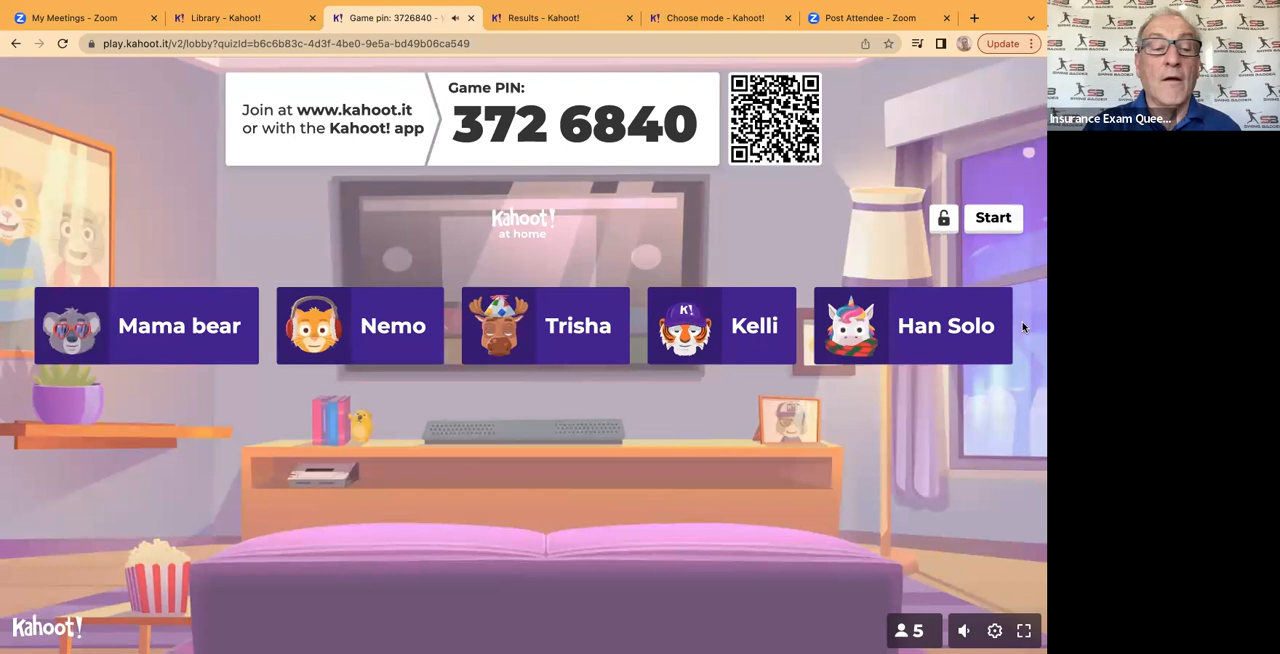 My Meetings - Zoom
Library - Kahoot!
Game pin: 3726840 -
Results - Kahoot!
Choose mode - Kahoot!
Post Attendee - Zoom
play.kahoot.it/v2/lobby?quizId=b6c6b83c-4d3f-4be0-9e5a-bd49b06ca549
Update
Join at www.kahoot.it
or with the Kahoot! app
Game PIN:
372 6840
Kahoot!
at home
Start
K!
Mama bear
Nemo
Trisha
Kelli
Han Solo
Kahoot!
5
SB
SWING BADDER
Insurance Exam Quee...